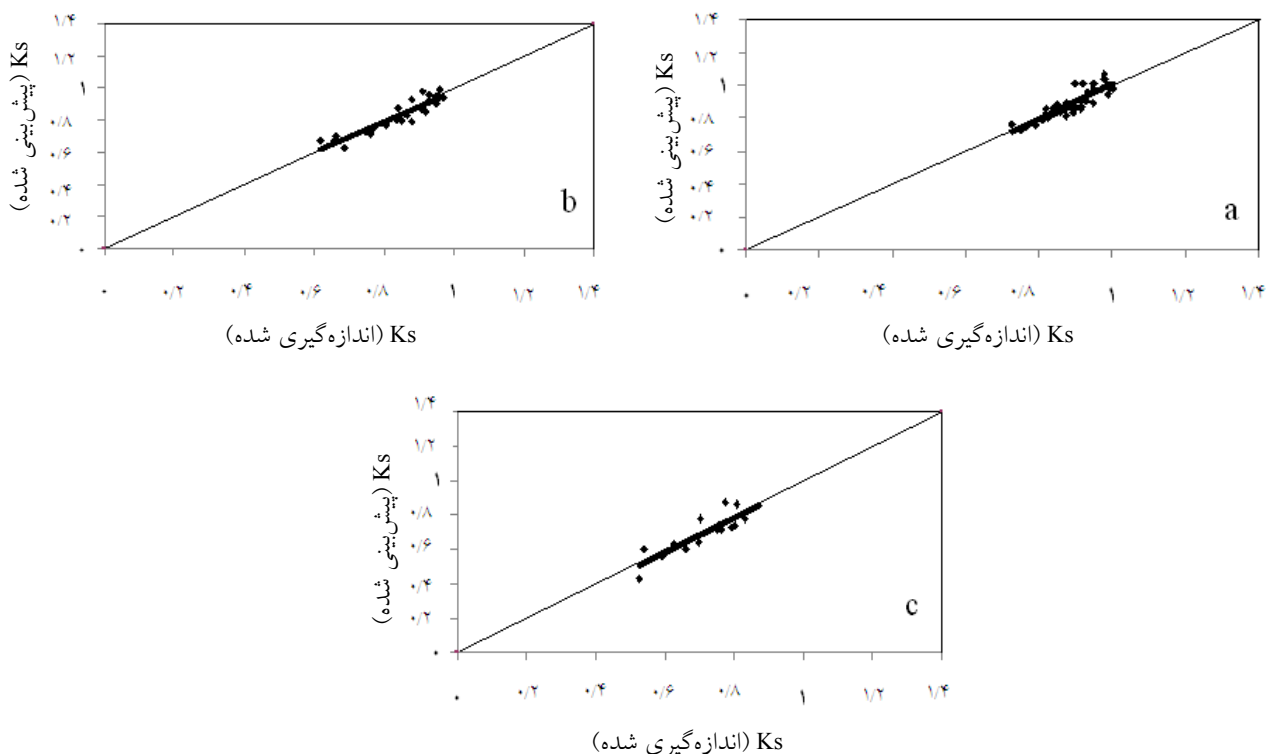 ۱/۴
۱/۲
۱
۰/۸
۰/۶
۰/۴
۰/۲
۰
Ks (پیش‌بینی شده)
a
۰ ۰/۲ ۰/۴ ۰/۶ ۰/۸ ۱ ۱/۲ ۱/۴
Ks (اندازه‌گیری شده)
۱/۴
۱/۲
۱
۰/۸
۰/۶
۰/۴
۰/۲
۰
Ks (پیش‌بینی شده)
b
۰ ۰/۲ ۰/۴ ۰/۶ ۰/۸ ۱ ۱/۲ ۱/۴
Ks (اندازه‌گیری شده)
۱/۴
۱/۲
۱
۰/۸
۰/۶
۰/۴
۰/۲
۰
Ks (پیش‌بینی شده)
c
۰ ۰/۲ ۰/۴ ۰/۶ ۰/۸ ۱ ۱/۲ ۱/۴
Ks (اندازه‌گیری شده)